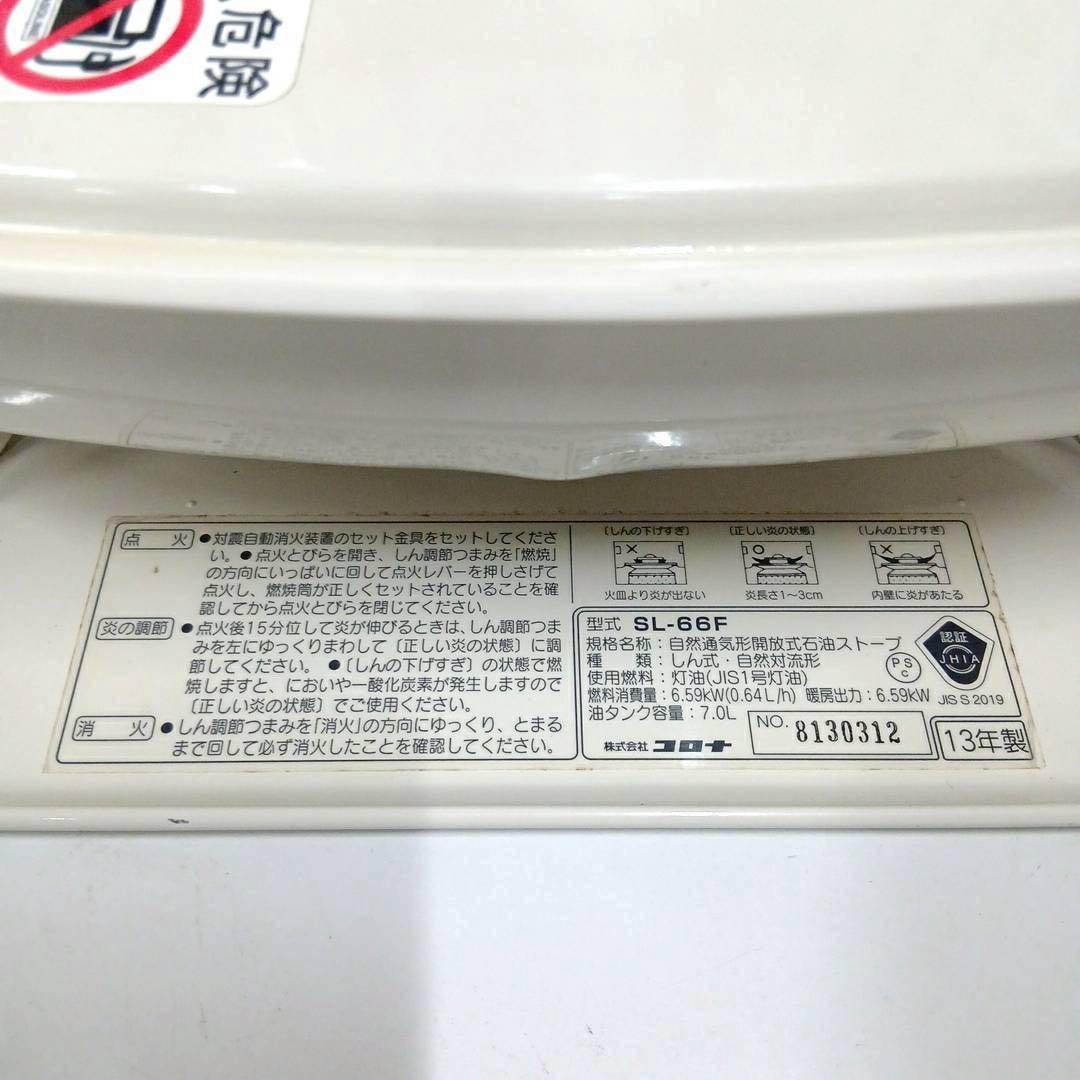 危険
点火 ●対震自動消火装置のセット金具をセットしてくださ
い。●点火とびらを開き、しん調節つまみを「燃焼」
の方向にいっぱいに回して点火レバーを押しさげて
点火し、燃焼筒が正しくセットされていることを確
認してから点火とびらを閉じてください。
炎の調節 ●点火後15分位して炎が伸びるときは、しん調節つま
みを左にゆっくりまわして〔正しい炎の状態〕に調
節してください。●〔しんの下げすぎ〕の状態で燃
焼しますと、においや一酸化炭素が発生しますので
〔正しい炎の状態〕でご使用ください。
消火 ●しん調節つまみを「消火」の方向にゆっくり、とまる
まで回して必ず消火したことを確認してください。
〔しんの下げすぎ〕 〔正しい炎の状態〕 〔しんの上げすぎ〕
火皿より炎が出ない 炎長さ1~3cm 内壁に炎があたる
型式 SL-66F
規格名称:自然通気形開放式石油ストーブ
種類:しん式・自然対流形
使用燃料:灯油(JIS1号灯油)
燃料消費量:6.59kW(0.64L/h) 暖房出力:6.59kW
油タンク容量:7.0L
株式会社 コロナ
NO. 8130312
PSC
認証
JHIA
JIS S 2019
13年製